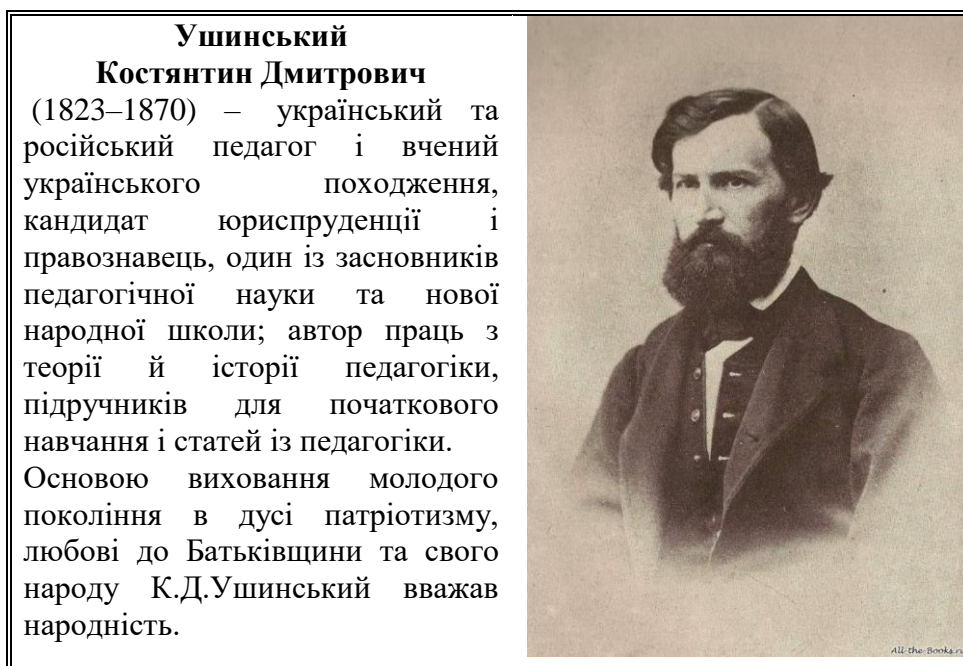 Ушинський
Костянтин Дмитрович
(1823–1870) – український та
російський педагог і вчений
українського походження,
кандидат юриспруденції і
правознавець, один із засновників
педагогічної науки та нової
народної школи; автор праць з
теорії й історії педагогіки,
підручників для початкового
навчання і статей із педагогіки.
Основою виховання молодого
покоління в дусі патріотизму,
любові до Батьківщини та свого
народу К.Д.Ушинський вважав
народність.
All-the-Books.ru